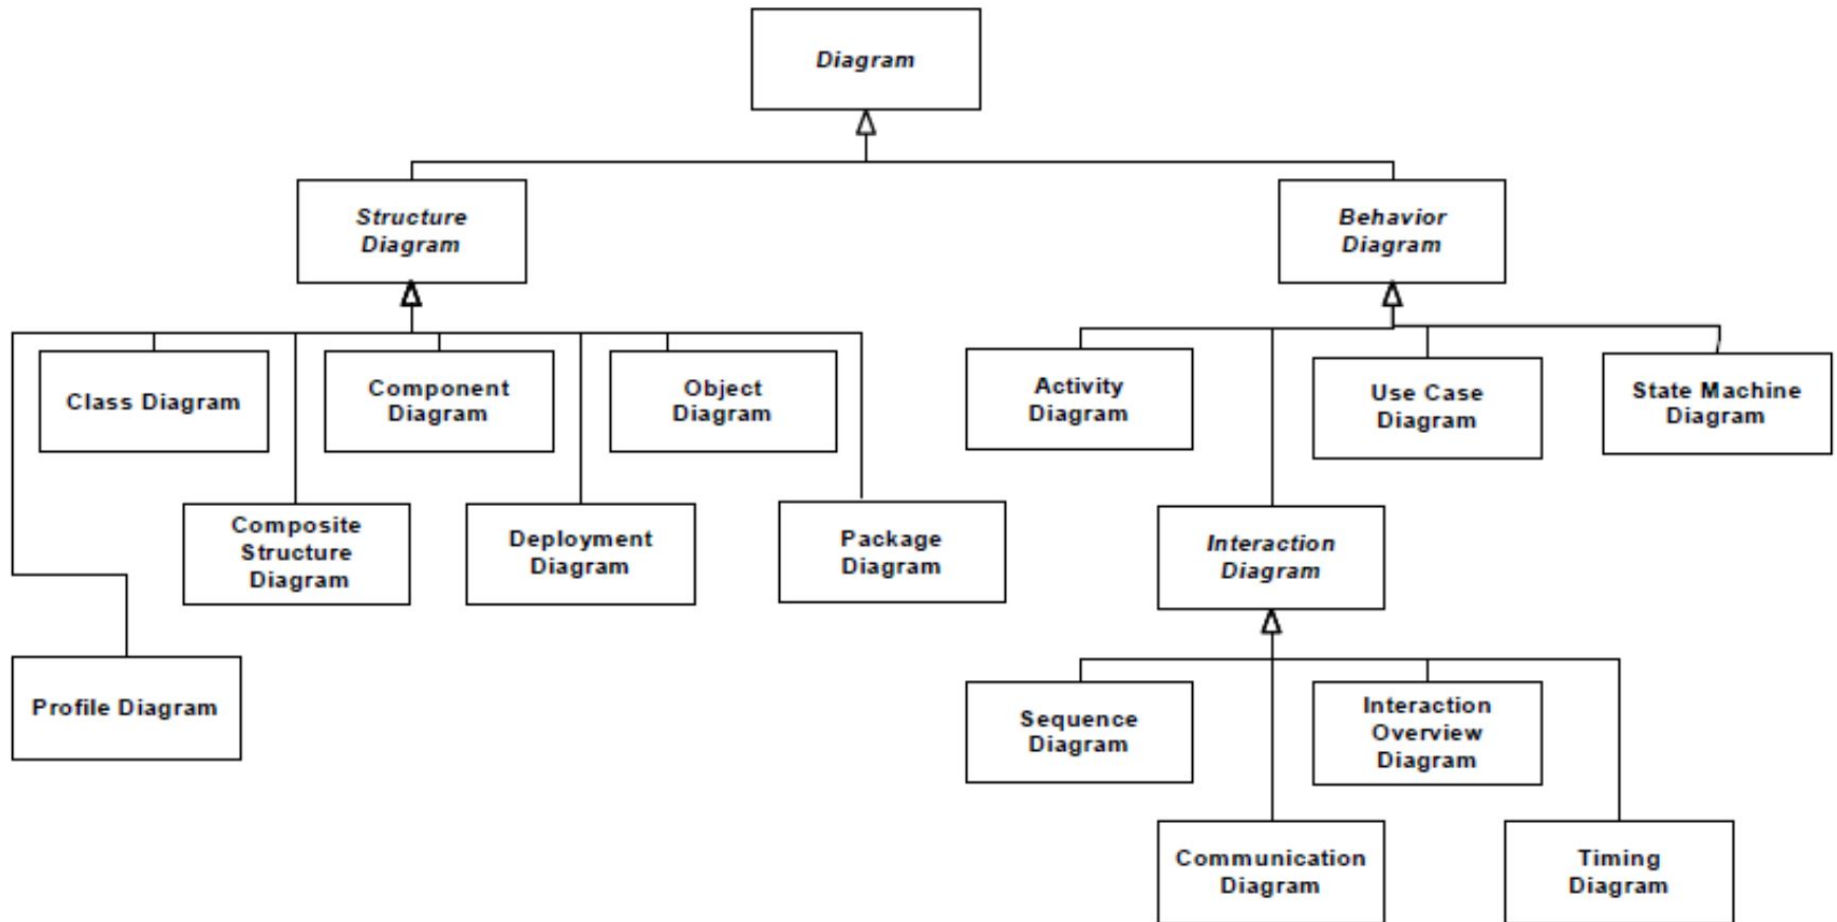 Diagram
Structure
Diagram
Behavior
Diagram
Class Diagram
Component
Diagram
Object
Diagram
Activity
Diagram
Use Case
Diagram
State Machine
Diagram
Composite
Structure
Diagram
Deployment
Diagram
Package
Diagram
Interaction
Diagram
Profile Diagram
Sequence
Diagram
Interaction
Overview
Diagram
Communication
Diagram
Timing
Diagram